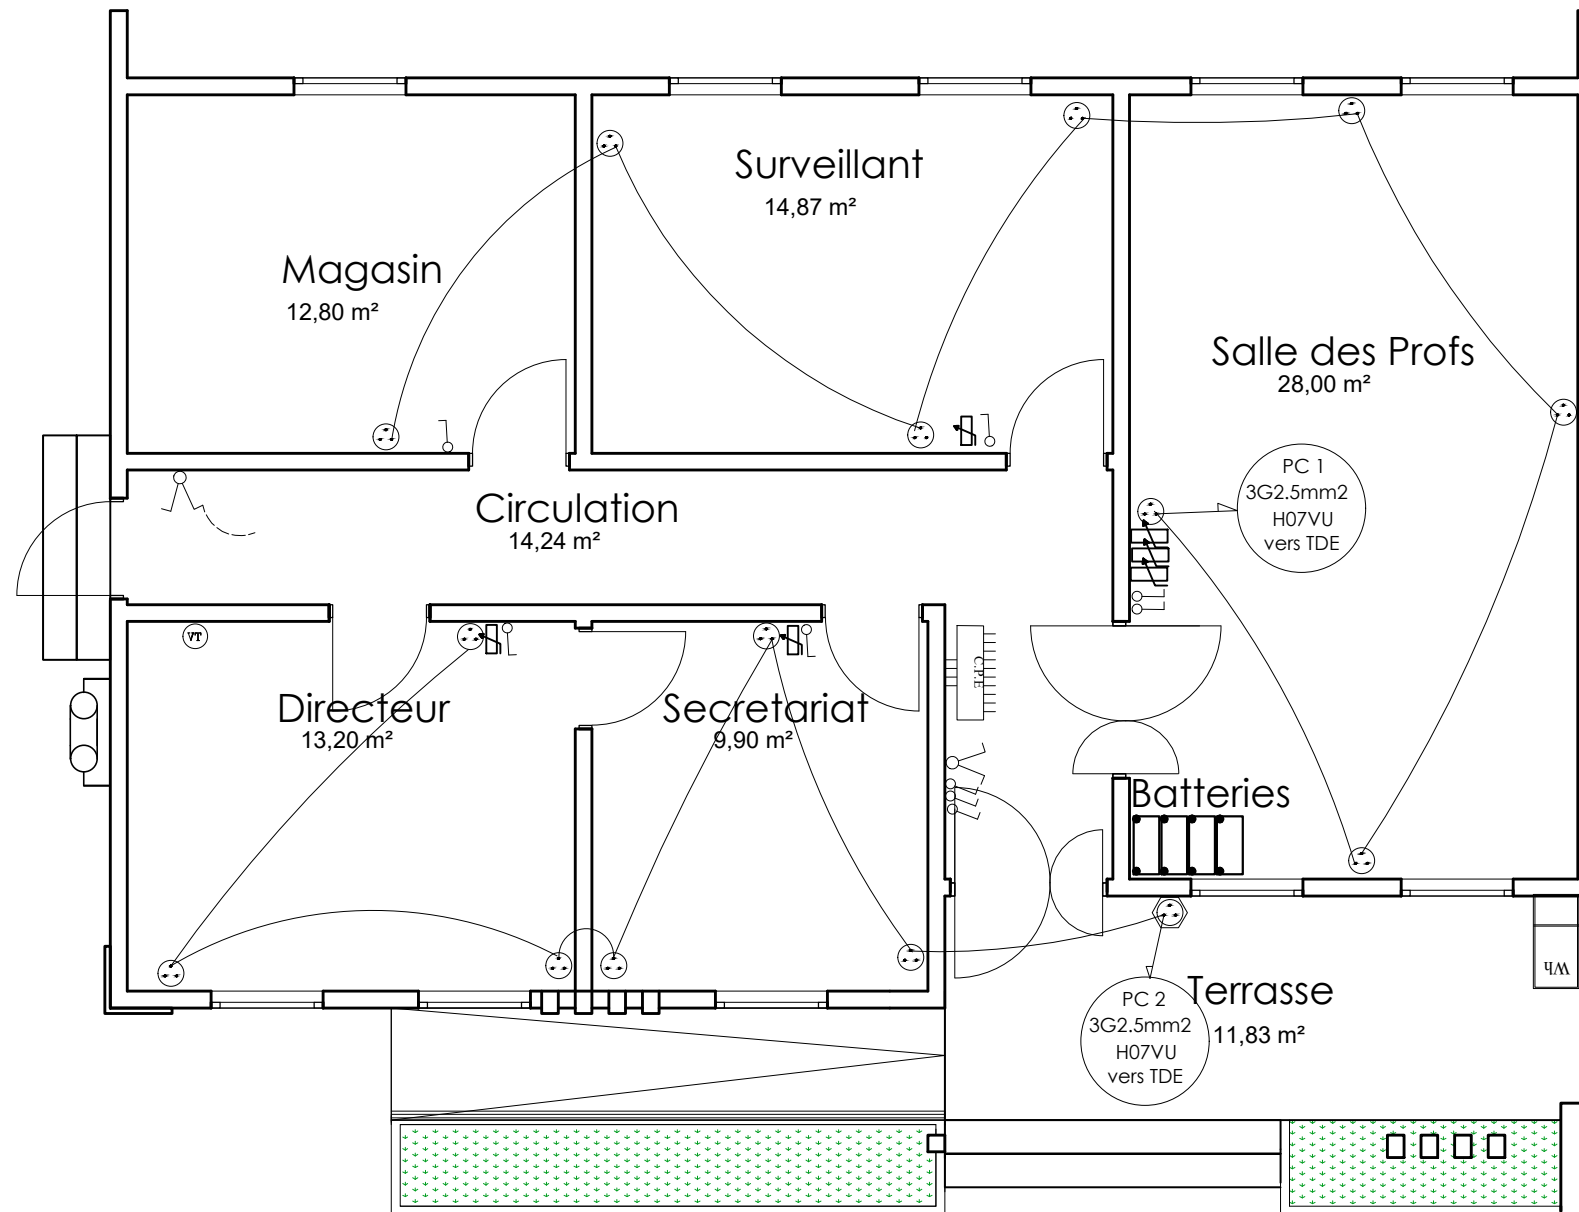 Surveillant
14,87 m²
Magasin
12,80 m²
Salle des Profs
28,00 m²
PC 1
3G2.5mm2
H07VU
vers TDE
Circulation
14,24 m²
VT
C.P.E
Directeur
13,20 m²
Secretariat
9,90 m²
Batteries
Wh
Terrasse
11,83 m²
PC 2
3G2.5mm2
H07VU
vers TDE